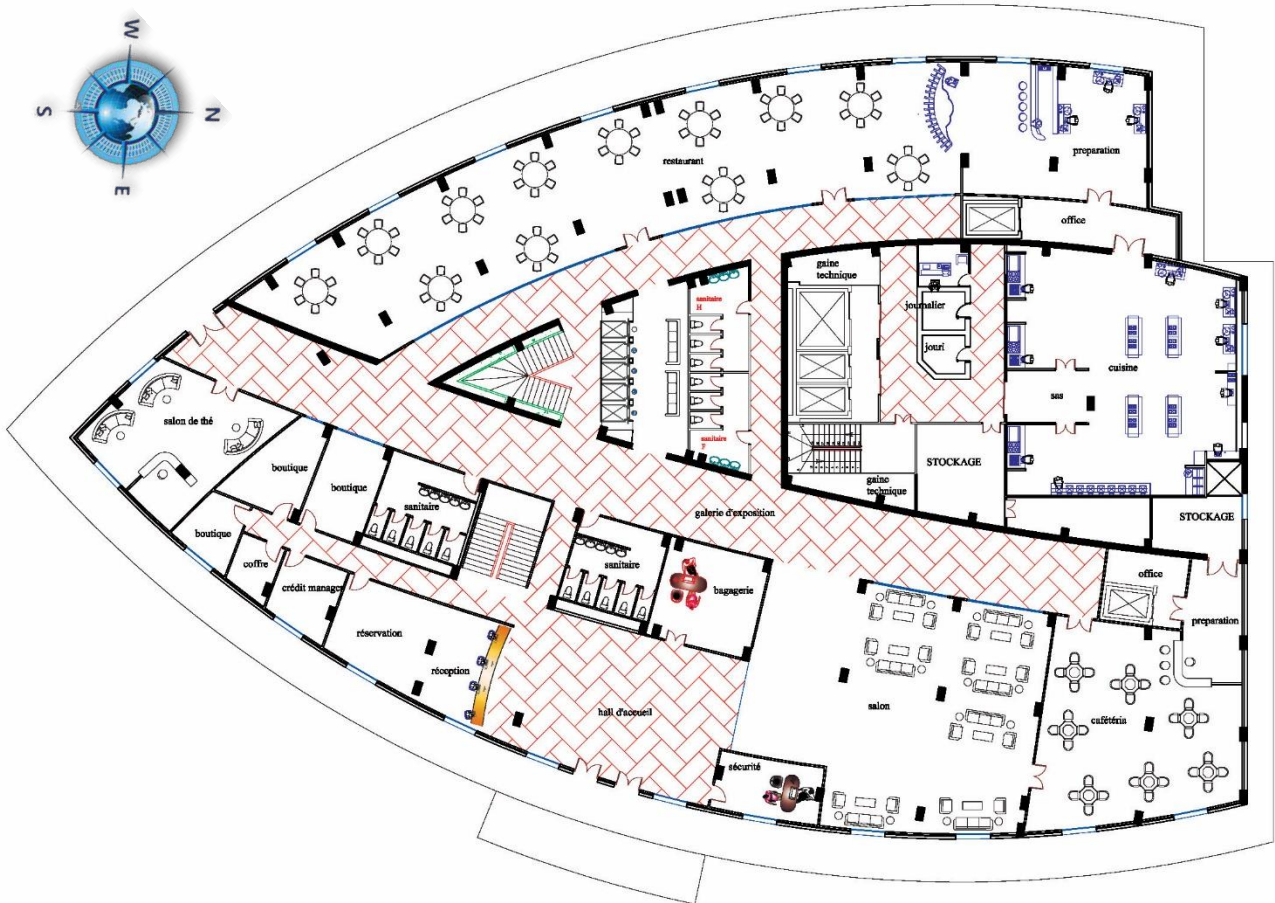 W
S
N
E
restaurant
preparation
office
gaine
technique
sanitaire
H
journalier
jouri
cuisine
sas
salon de thé
sanitaire
F
boutique
boutique
STOCKAGE
gaine
technique
sanitaire
galerie d'exposition
STOCKAGE
boutique
coffre
sanitaire
bagagerie
office
crédit manager
preparation
réservation
réception
hall d'accueil
salon
cafétéria
sécurité